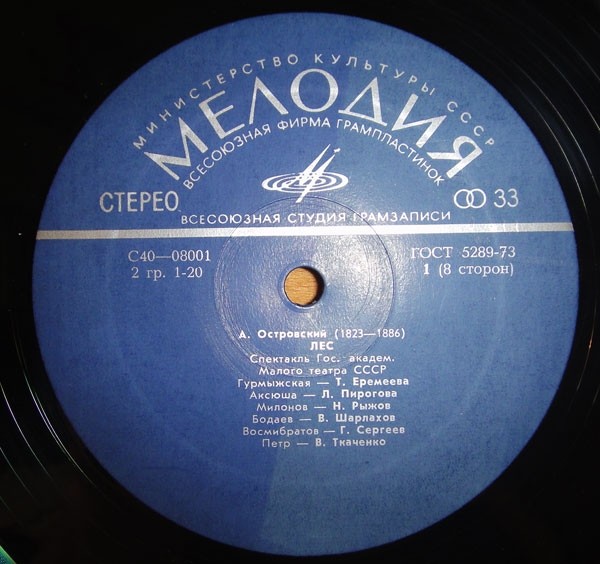 МИНИСТЕРСТВО КУЛЬТУРЫ СССР
МЕЛОДИЯ
ВСЕСОЮЗНАЯ ФИРМА ГРАМПЛАСТИНОК
СТЕРЕО
33
ВСЕСОЮЗНАЯ СТУДИЯ ГРАМЗАПИСИ
С40—08001
ГОСТ 5289-73
2 гр. 1-20
1 (8 сторон)
А. Островский (1823—1886)
ЛЕС
Спектакль Гос. академ.
Малого театра СССР
Гурмыжская — Т. Еремеева
Аксюша — Л. Пирогова
Милонов — Н. Рыжов
Бодаев — В. Шарлахов
Восмибратов — Г. Сергеев
Петр — В. Ткаченко